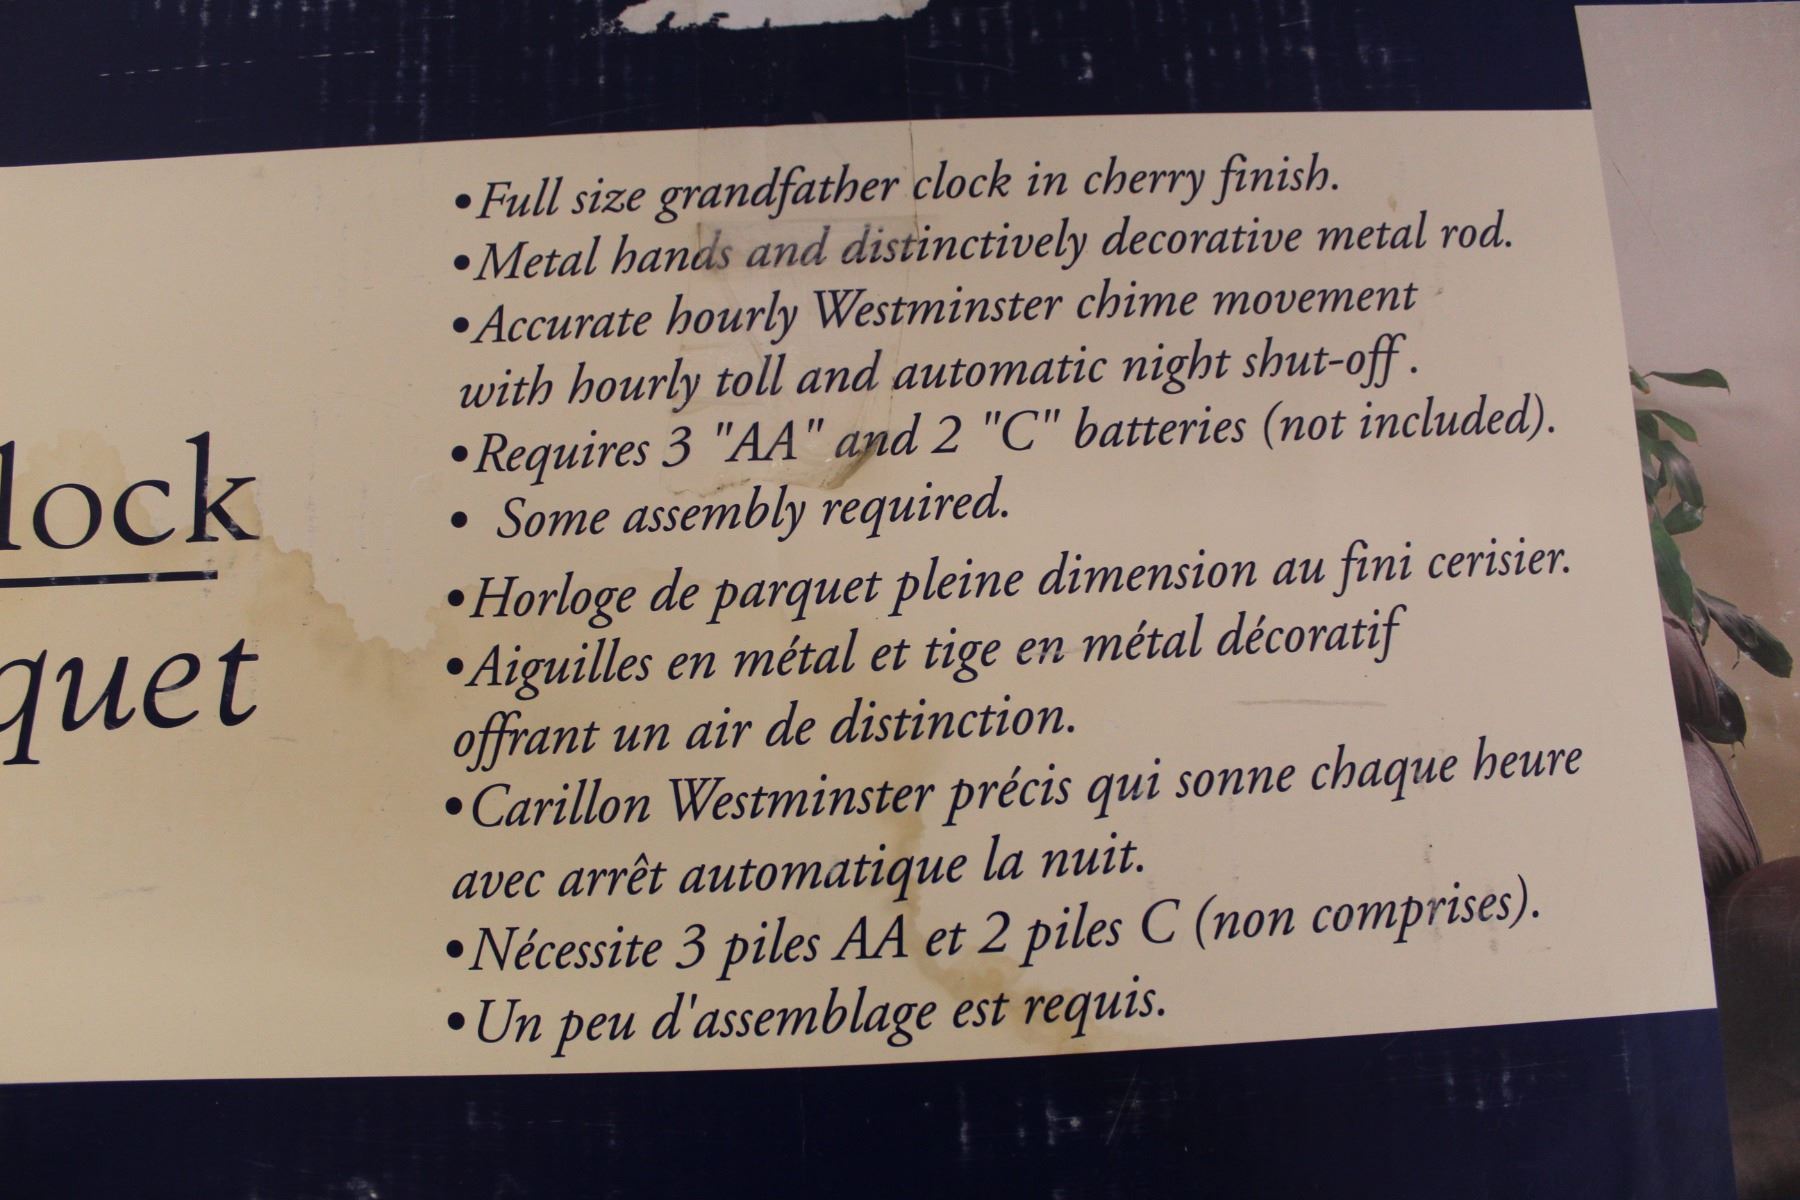 lock
quet
•Full size grandfather clock in cherry finish.
•Metal hands and distinctively decorative metal rod.
•Accurate hourly Westminster chime movement
with hourly toll and automatic night shut-off .
•Requires 3 "AA" and 2 "C" batteries (not included).
• Some assembly required.
•Horloge de parquet pleine dimension au fini cerisier.
•Aiguilles en métal et tige en métal décoratif
offrant un air de distinction.
•Carillon Westminster précis qui sonne chaque heure
avec arrêt automatique la nuit.
•Nécessite 3 piles AA et 2 piles C (non comprises).
•Un peu d'assemblage est requis.